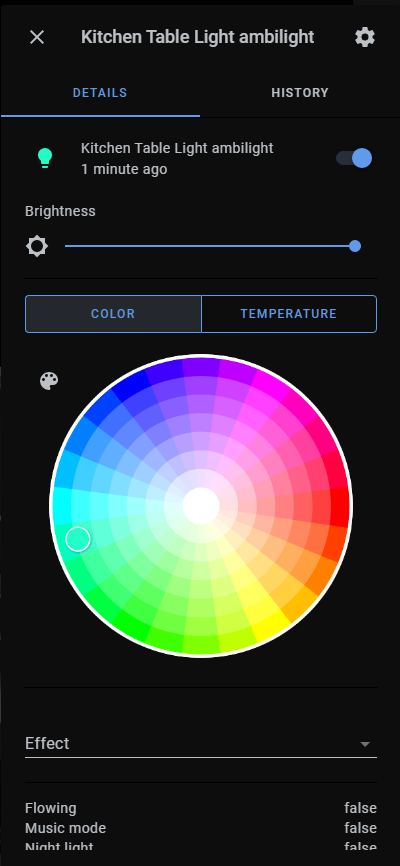 Kitchen Table Light ambilight
DETAILS
HISTORY
Kitchen Table Light ambilight
1 minute ago
Brightness
COLOR
TEMPERATURE
Effect
Flowing false
Music mode false
Night light false